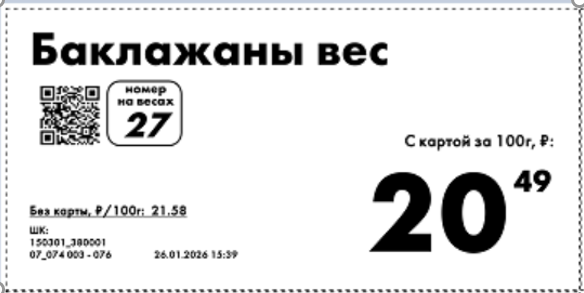 Баклажаны вес
номер
на весах
27
С картой за 100г, ₽:
20 49
Без карты, ₽/100г: 21.58
ШК:
150301_380001
07_074 003 - 076 26.01.2026 15:39